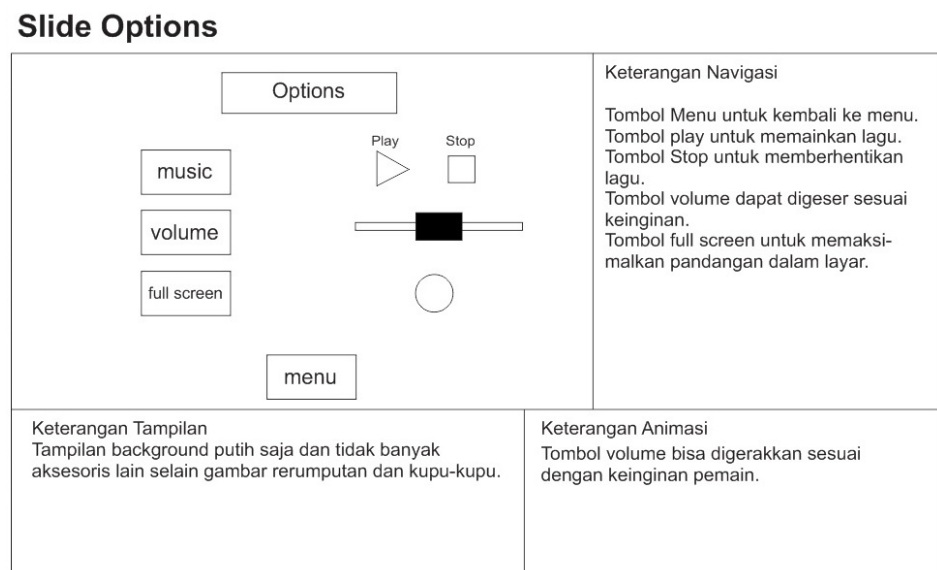 Slide Options
Options
Play
Stop
music
volume
full screen
menu
Keterangan Navigasi
Tombol Menu untuk kembali ke menu.
Tombol play untuk memainkan lagu.
Tombol Stop untuk memberhentikan
lagu.
Tombol volume dapat digeser sesuai
keinginan.
Tombol full screen untuk memaksi-
malkan pandangan dalam layar.
Keterangan Tampilan
Tampilan background putih saja dan tidak banyak
aksesoris lain selain gambar rerumputan dan kupu-kupu.
Keterangan Animasi
Tombol volume bisa digerakkan sesuai
dengan keinginan pemain.